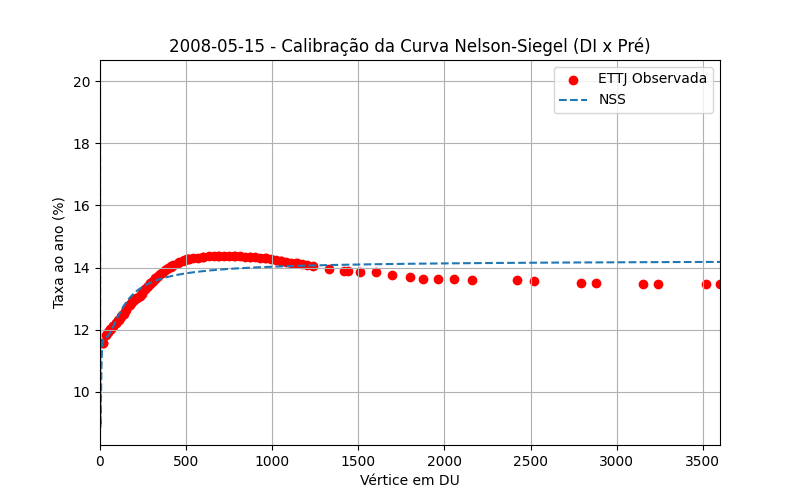 2008-05-15 - Calibração da Curva Nelson-Siegel (DI x Pré)
ETTJ Observada
NSS
Taxa ao ano (%)
20
18
16
14
12
10
0 500 1000 1500 2000 2500 3000 3500
Vértice em DU